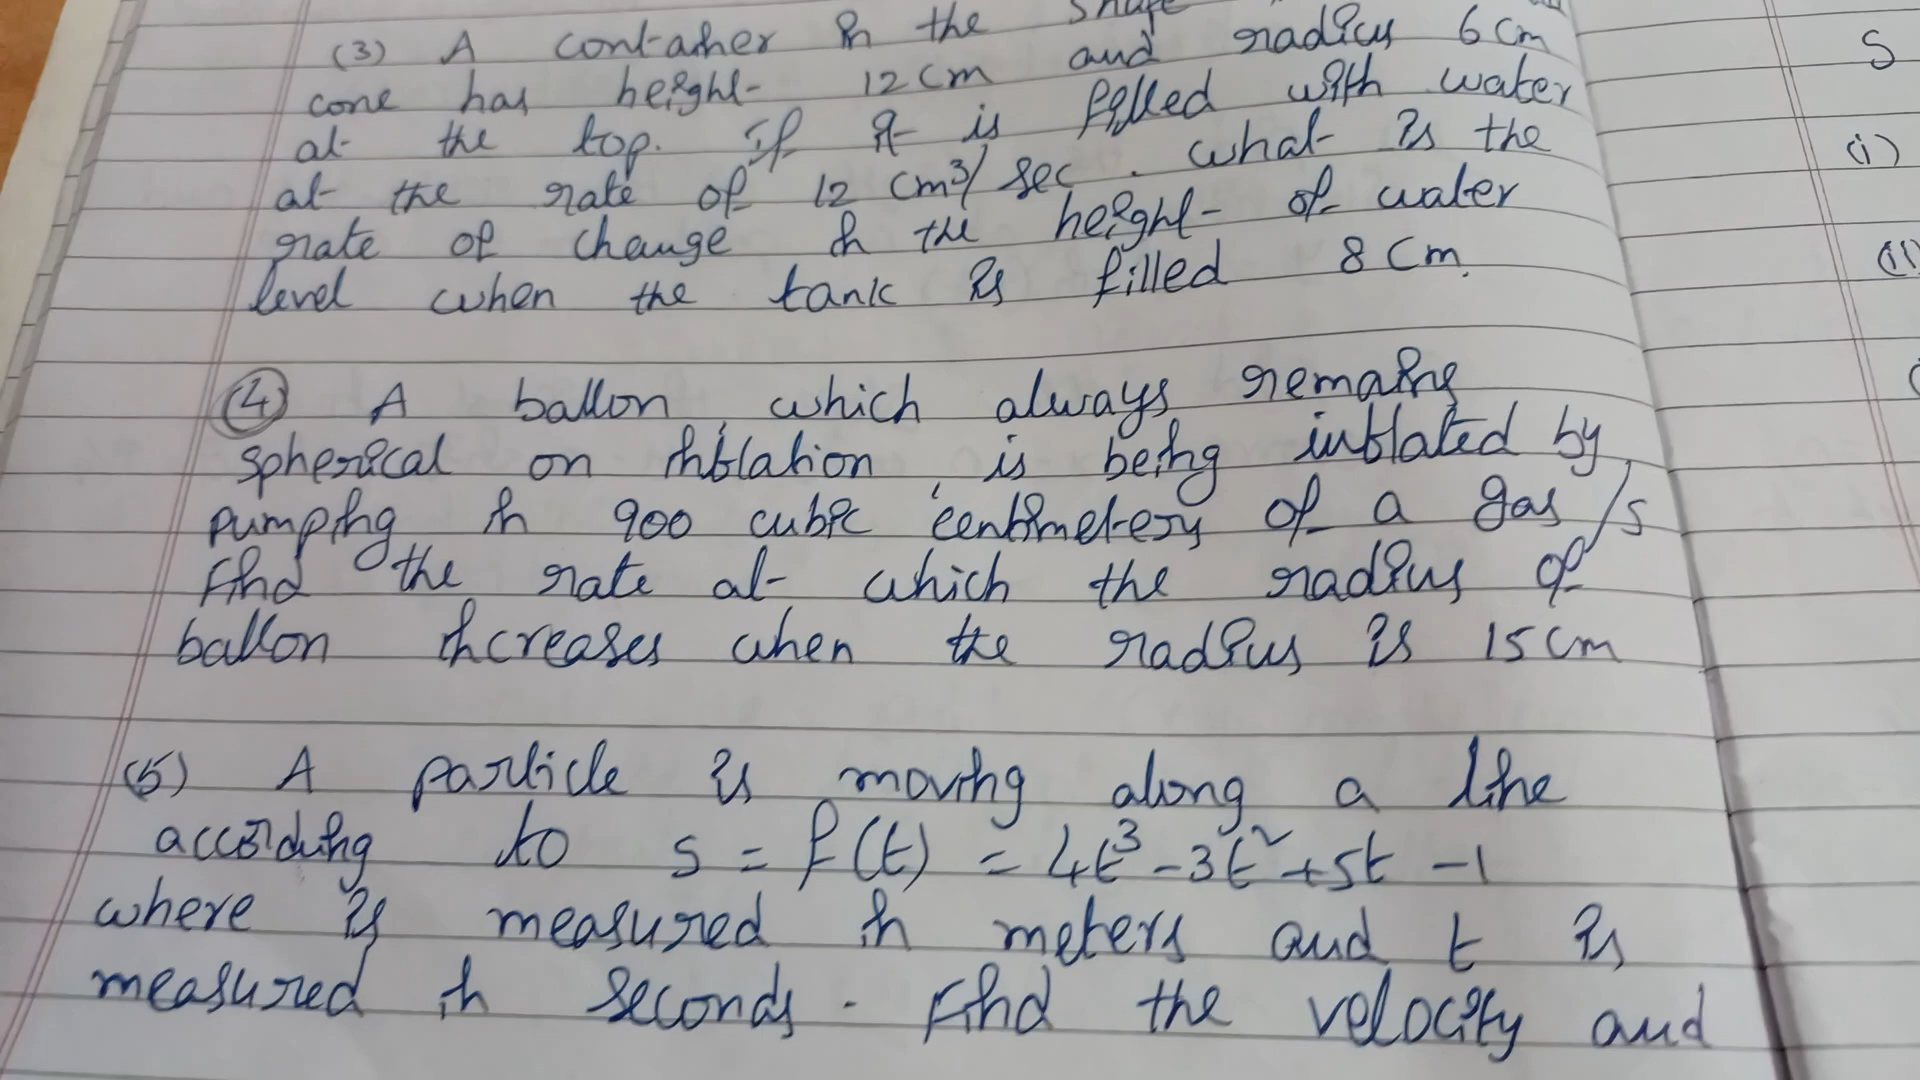 (3) A container in the shape
cone has height 12 cm and radius 6 cm
at the top. If it is filled with water
at the rate of 12 cm³/sec. what is the
rate of change in the height of water
level when the tank is filled 8 cm.
(4) A ballon, which always remains
spherical on inblation, is being inblated by
pumping in 900 cubic centimeters of a gas/s
Find the rate at which the radius of
ballon increases when the radius is 15 cm
(5) A particle is moving along a line
according to s = f(t) = 4t³ - 3t² + 5t - 1
where is measured in meters and t is
measured in seconds. Find the velocity and
S
(i)
(ii)